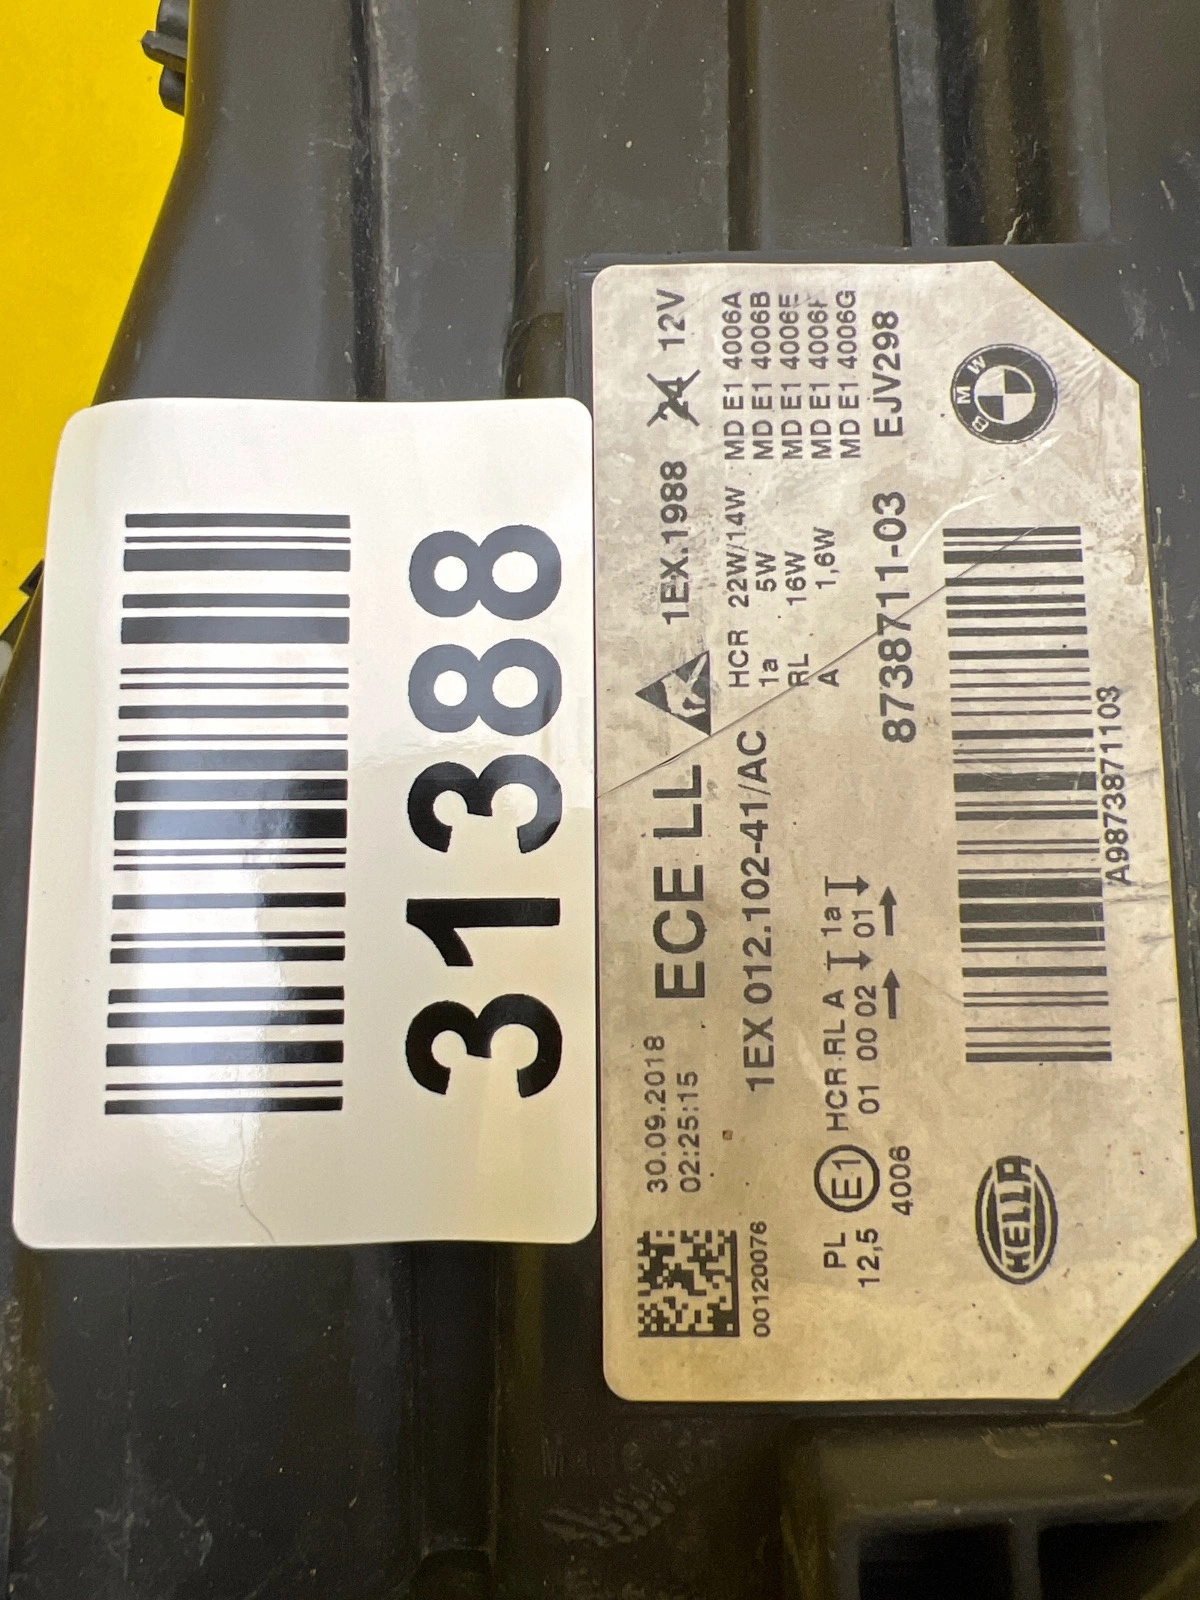 31388
30.09.2018
02:25:15
ECE LL
1EX.1988
24 12V
00120076
1EX 012.102-41/AC
HCR 22W/14W
1a 5W
RL 16W
A 1,6W
MD E1 4006A
MD E1 4006B
MD E1 4006E
MD E1 4006F
MD E1 4006G
PL
12,5
E1
4006
HCR RL A 1a
01 00 02 01
8738711-03
EJV298
BMW
HELLA
A9873871103